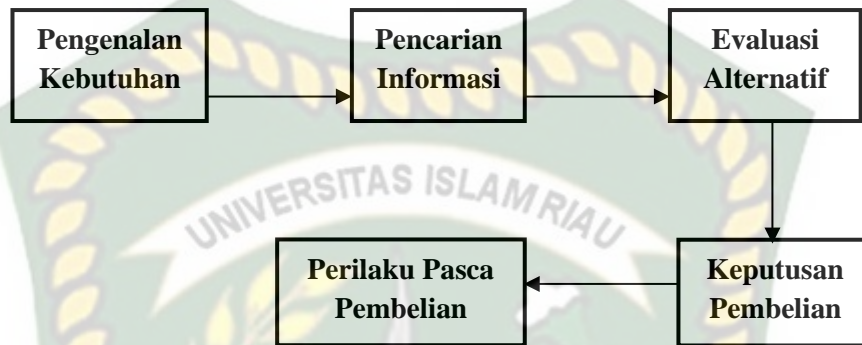 Pengenalan
Kebutuhan
Pencarian
Informasi
Evaluasi
Alternatif
UNIVERSITAS ISLAM RIAU
Keputusan
Pembelian
Perilaku Pasca
Pembelian